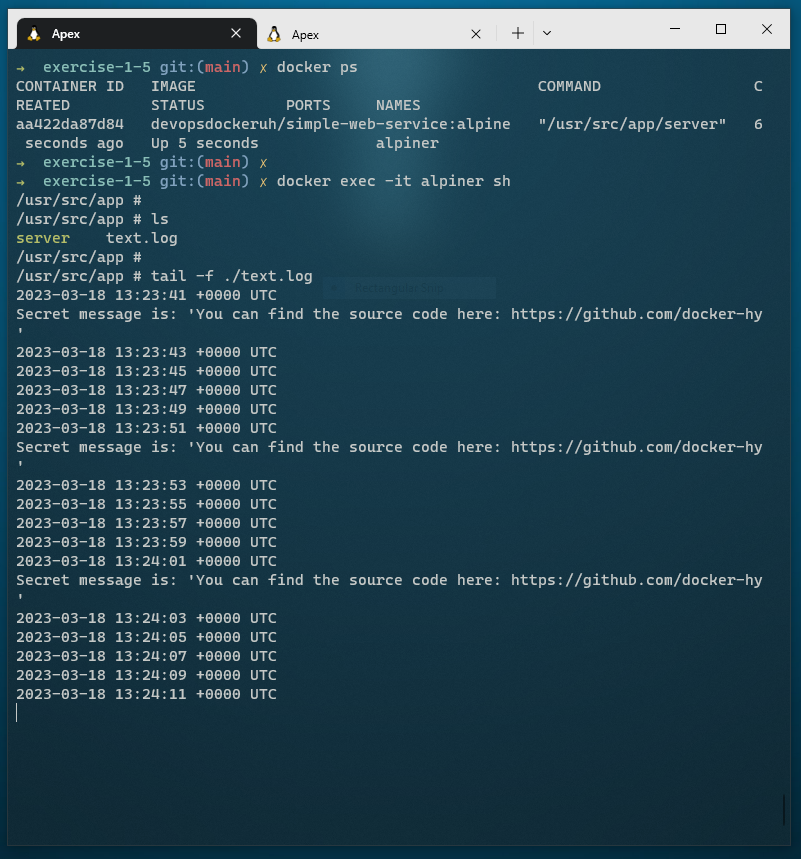 Apex
Apex
→ exercise-1-5 git:(main) ✗ docker ps
CONTAINER ID   IMAGE                                      COMMAND                 C
REATED         STATUS         PORTS     NAMES
aa422da87d84   devopsdockeruh/simple-web-service:alpine   "/usr/src/app/server"   6
 seconds ago   Up 5 seconds             alpiner
→ exercise-1-5 git:(main) ✗
→ exercise-1-5 git:(main) ✗ docker exec -it alpiner sh
/usr/src/app #
/usr/src/app # ls
server    text.log
/usr/src/app #
/usr/src/app # tail -f ./text.log
2023-03-18 13:23:41 +0000 UTC
Secret message is: 'You can find the source code here: https://github.com/docker-hy
'
2023-03-18 13:23:43 +0000 UTC
2023-03-18 13:23:45 +0000 UTC
2023-03-18 13:23:47 +0000 UTC
2023-03-18 13:23:49 +0000 UTC
2023-03-18 13:23:51 +0000 UTC
Secret message is: 'You can find the source code here: https://github.com/docker-hy
'
2023-03-18 13:23:53 +0000 UTC
2023-03-18 13:23:55 +0000 UTC
2023-03-18 13:23:57 +0000 UTC
2023-03-18 13:23:59 +0000 UTC
2023-03-18 13:24:01 +0000 UTC
Secret message is: 'You can find the source code here: https://github.com/docker-hy
'
2023-03-18 13:24:03 +0000 UTC
2023-03-18 13:24:05 +0000 UTC
2023-03-18 13:24:07 +0000 UTC
2023-03-18 13:24:09 +0000 UTC
2023-03-18 13:24:11 +0000 UTC